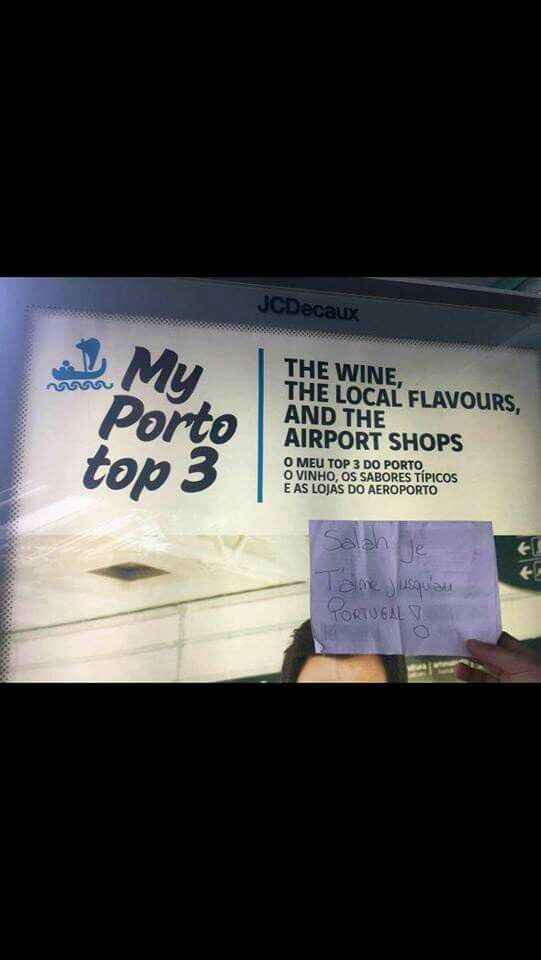 JCDecaux
My
Porto
top 3
THE WINE,
THE LOCAL FLAVOURS,
AND THE
AIRPORT SHOPS
O MEU TOP 3 DO PORTO
O VINHO, OS SABORES TÍPICOS
E AS LOJAS DO AEROPORTO
Salah je
T'aime jusqu'au
PORTUGAL !